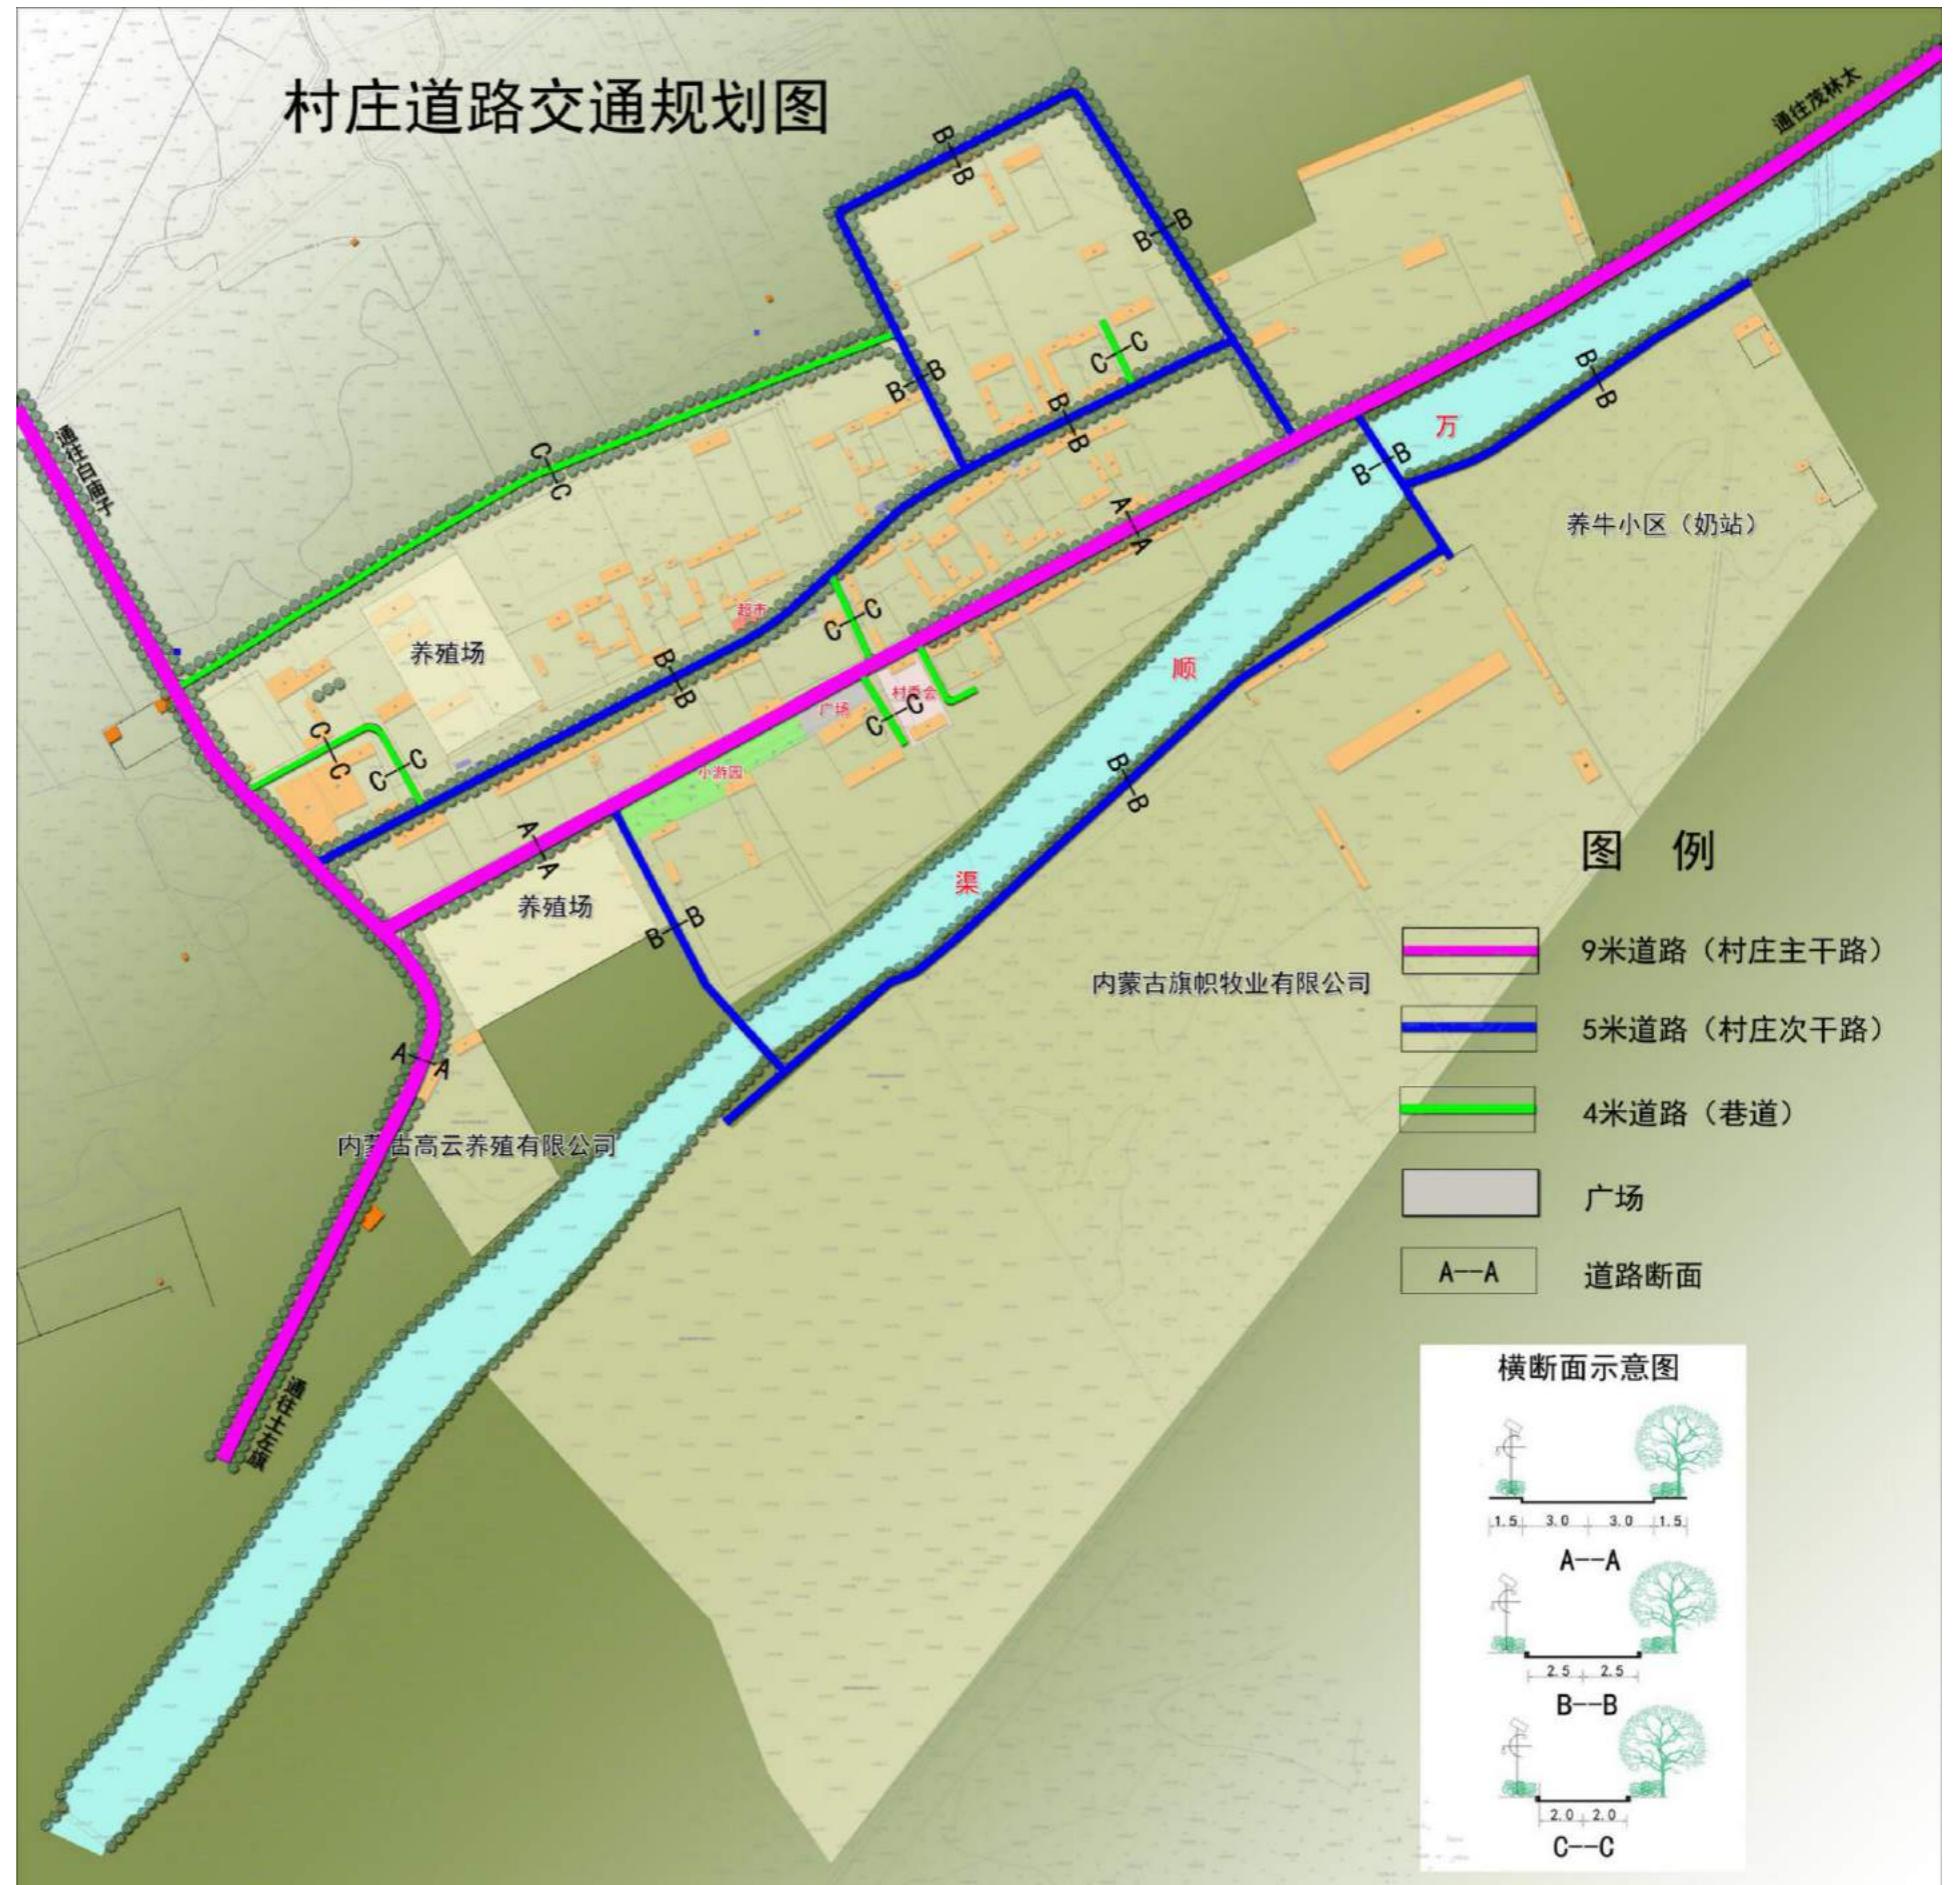 村庄道路交通规划图
通往茂林太
通往白庙子
B--B
B--B
B--B
C--C
B--B
C--C
B--B
万
B--B
A--A
养牛小区（奶站）
超市
C--C
养殖场
B--B
顺
村委会
广场
C--C
C--C
C--C
小游园
B--B
A--A
渠
养殖场
B--B
内蒙古旗帜牧业有限公司
A--A
内蒙古高云养殖有限公司
通往土左旗
图 例
9米道路（村庄主干路）
5米道路（村庄次干路）
4米道路（巷道）
广场
A--A 道路断面
横断面示意图
1.5 3.0 3.0 1.5
A--A
2.5 2.5
B--B
2.0 2.0
C--C